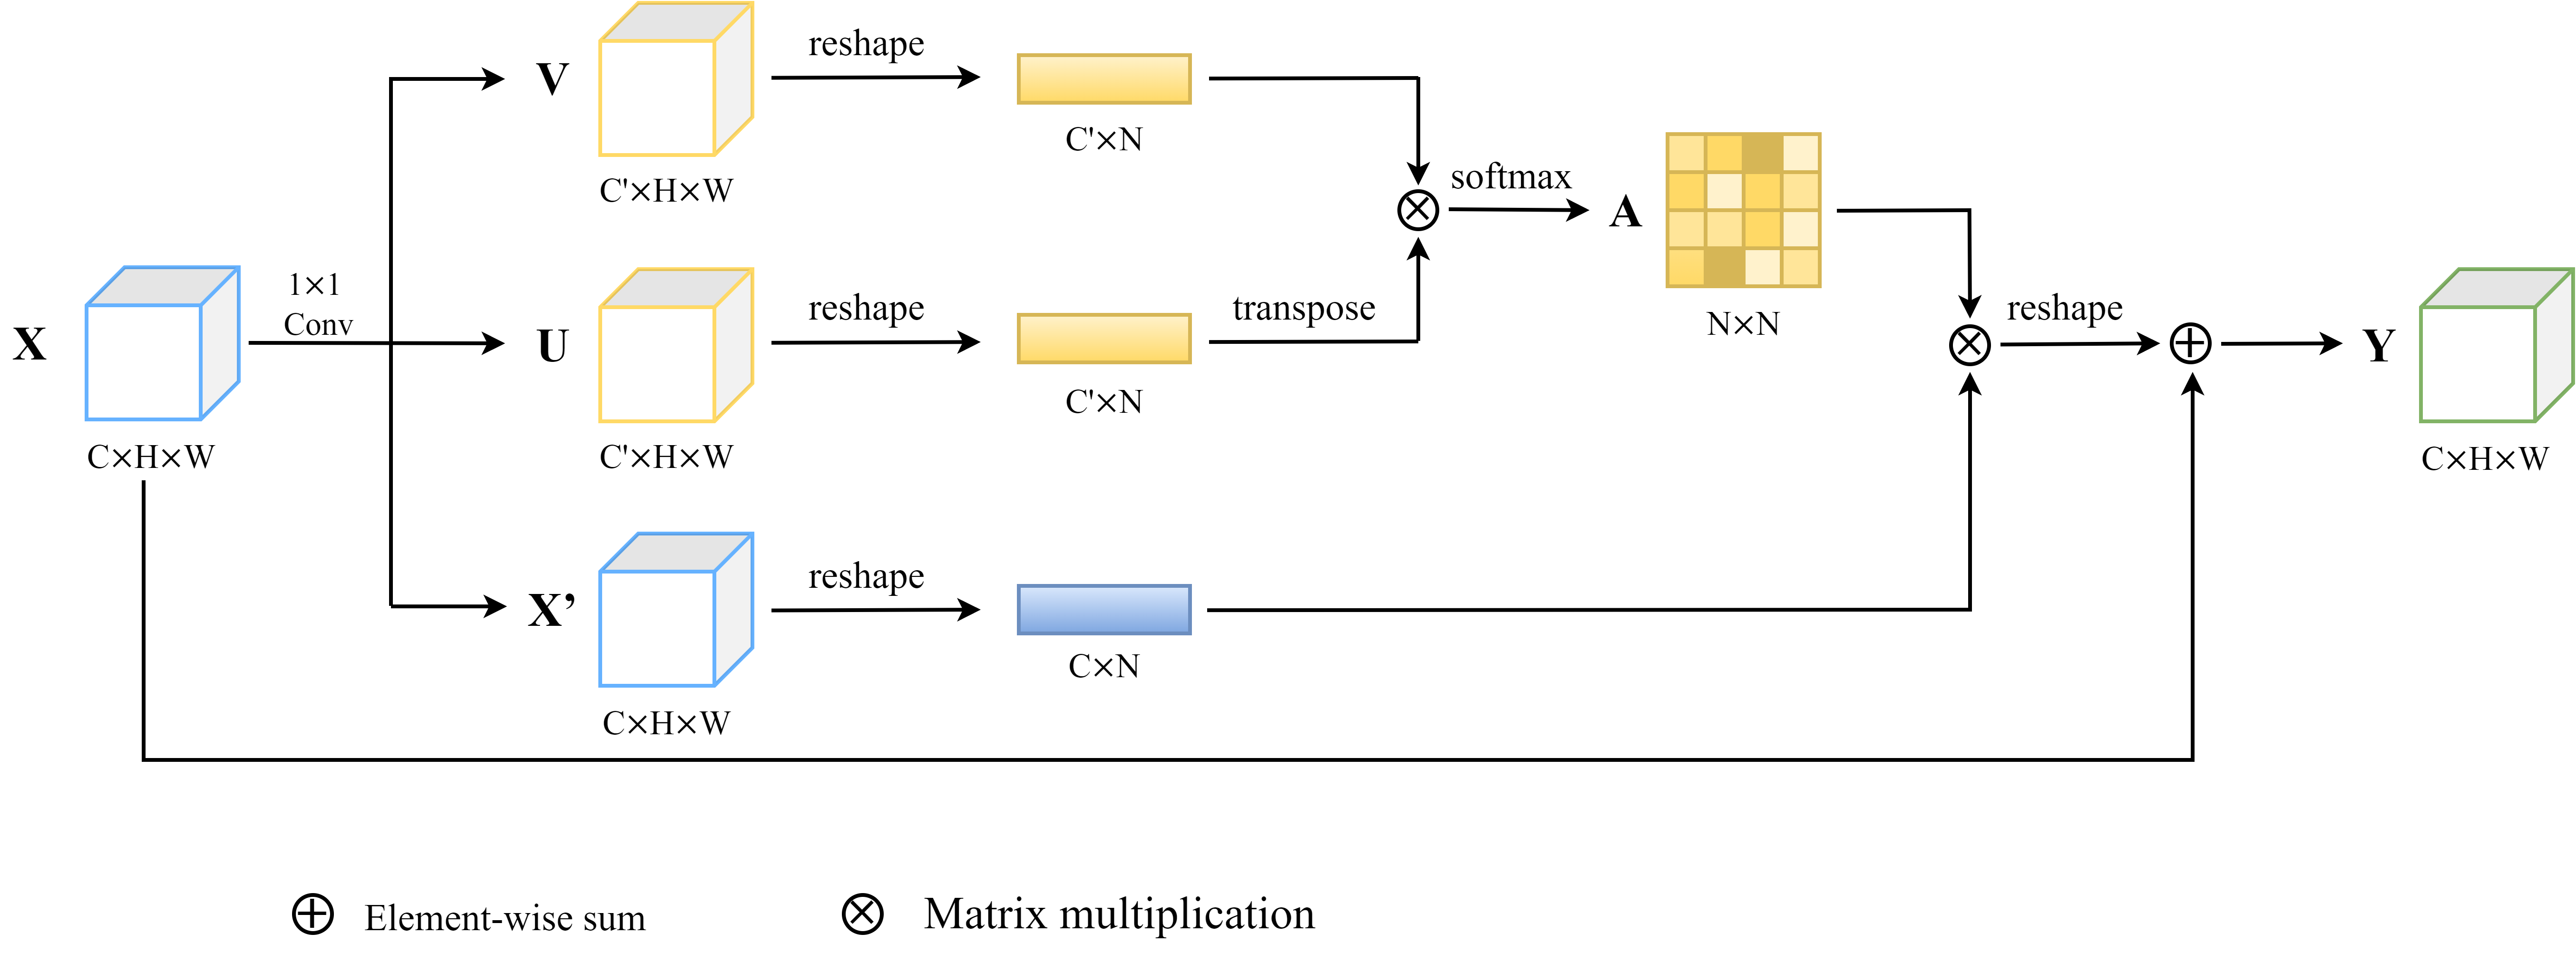 V
C'×H×W
reshape
C'×N
softmax
A
N×N
X
C×H×W
1×1
Conv
U
C'×H×W
reshape
C'×N
transpose
reshape
Y
C×H×W
X’
C×H×W
reshape
C×N
Element-wise sum
Matrix multiplication